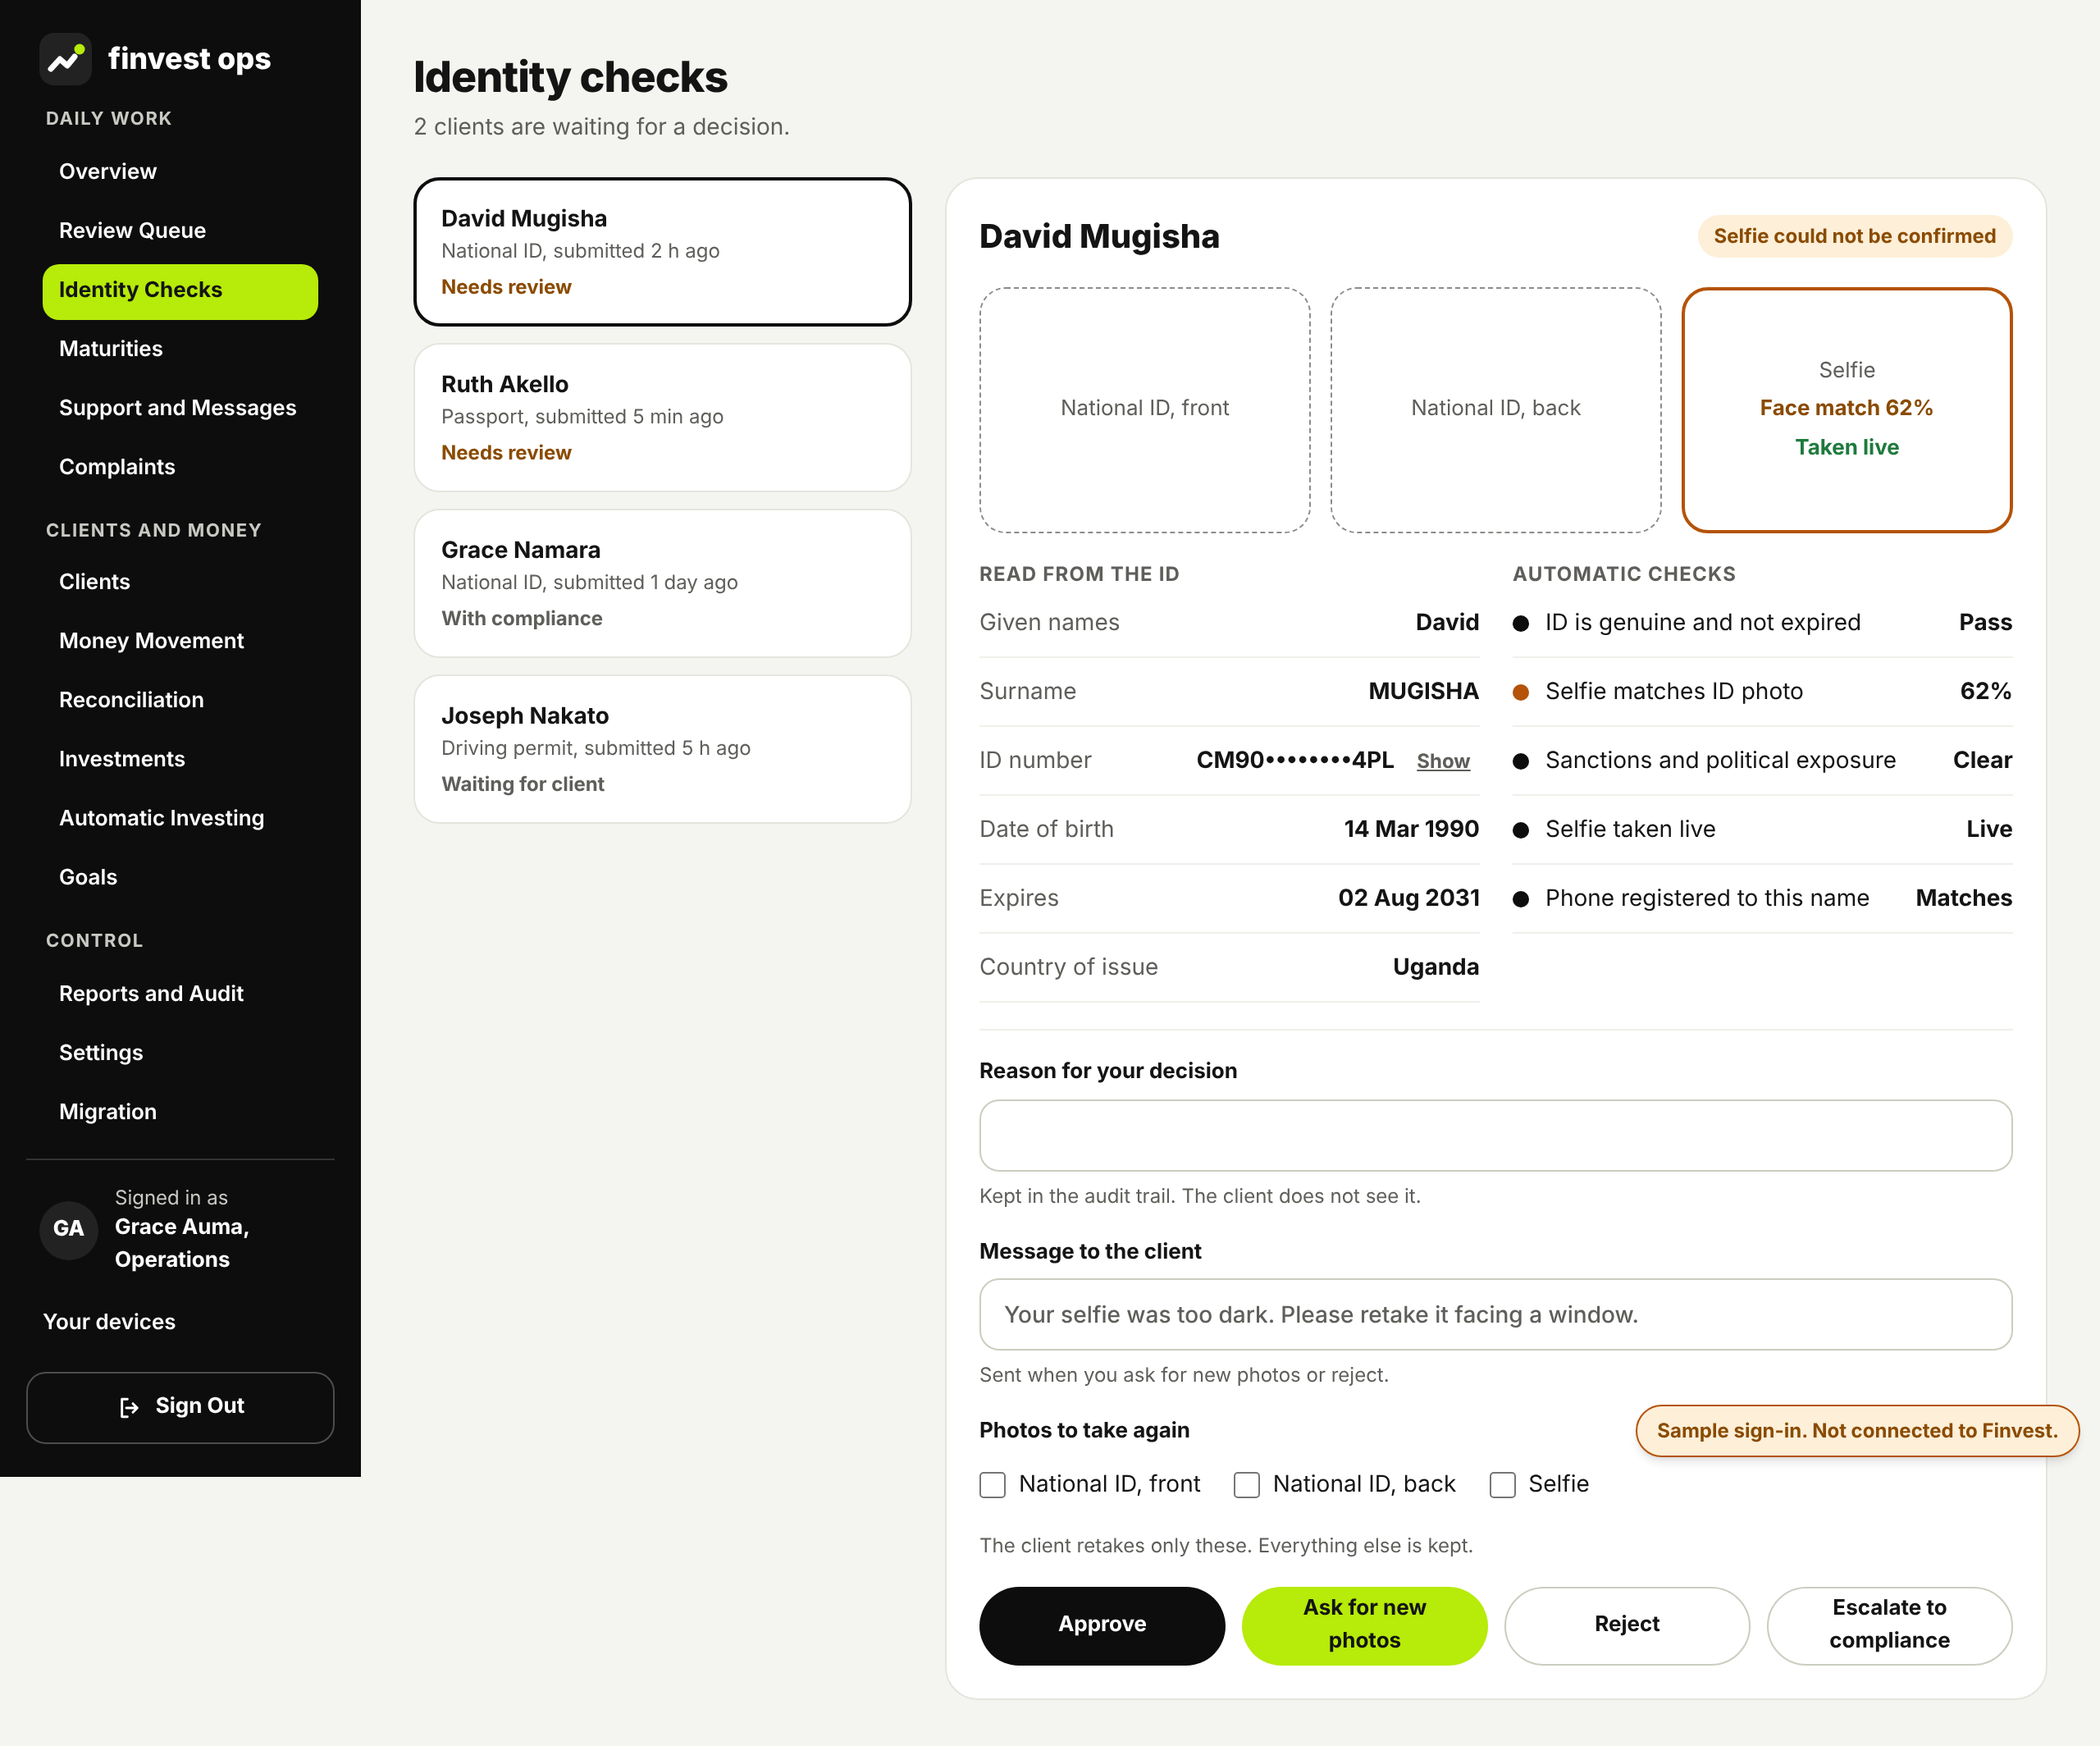 finvest ops
DAILY WORK
Overview
Review Queue
Identity Checks
Maturities
Support and Messages
Complaints
CLIENTS AND MONEY
Clients
Money Movement
Reconciliation
Investments
Automatic Investing
Goals
CONTROL
Reports and Audit
Settings
Migration
GA
Signed in as
Grace Auma,
Operations
Your devices
Sign Out
Identity checks
2 clients are waiting for a decision.
David Mugisha
National ID, submitted 2 h ago
Needs review
Ruth Akello
Passport, submitted 5 min ago
Needs review
Grace Namara
National ID, submitted 1 day ago
With compliance
Joseph Nakato
Driving permit, submitted 5 h ago
Waiting for client
David Mugisha
Selfie could not be confirmed
National ID, front
National ID, back
Selfie
Face match 62%
Taken live
READ FROM THE ID
Given names David
Surname MUGISHA
ID number CM90••••••••4PL Show
Date of birth 14 Mar 1990
Expires 02 Aug 2031
Country of issue Uganda
AUTOMATIC CHECKS
ID is genuine and not expired Pass
Selfie matches ID photo 62%
Sanctions and political exposure Clear
Selfie taken live Live
Phone registered to this name Matches
Reason for your decision
Kept in the audit trail. The client does not see it.
Message to the client
Your selfie was too dark. Please retake it facing a window.
Sent when you ask for new photos or reject.
Photos to take again
Sample sign-in. Not connected to Finvest.
National ID, front
National ID, back
Selfie
The client retakes only these. Everything else is kept.
Approve
Ask for new
photos
Reject
Escalate to
compliance